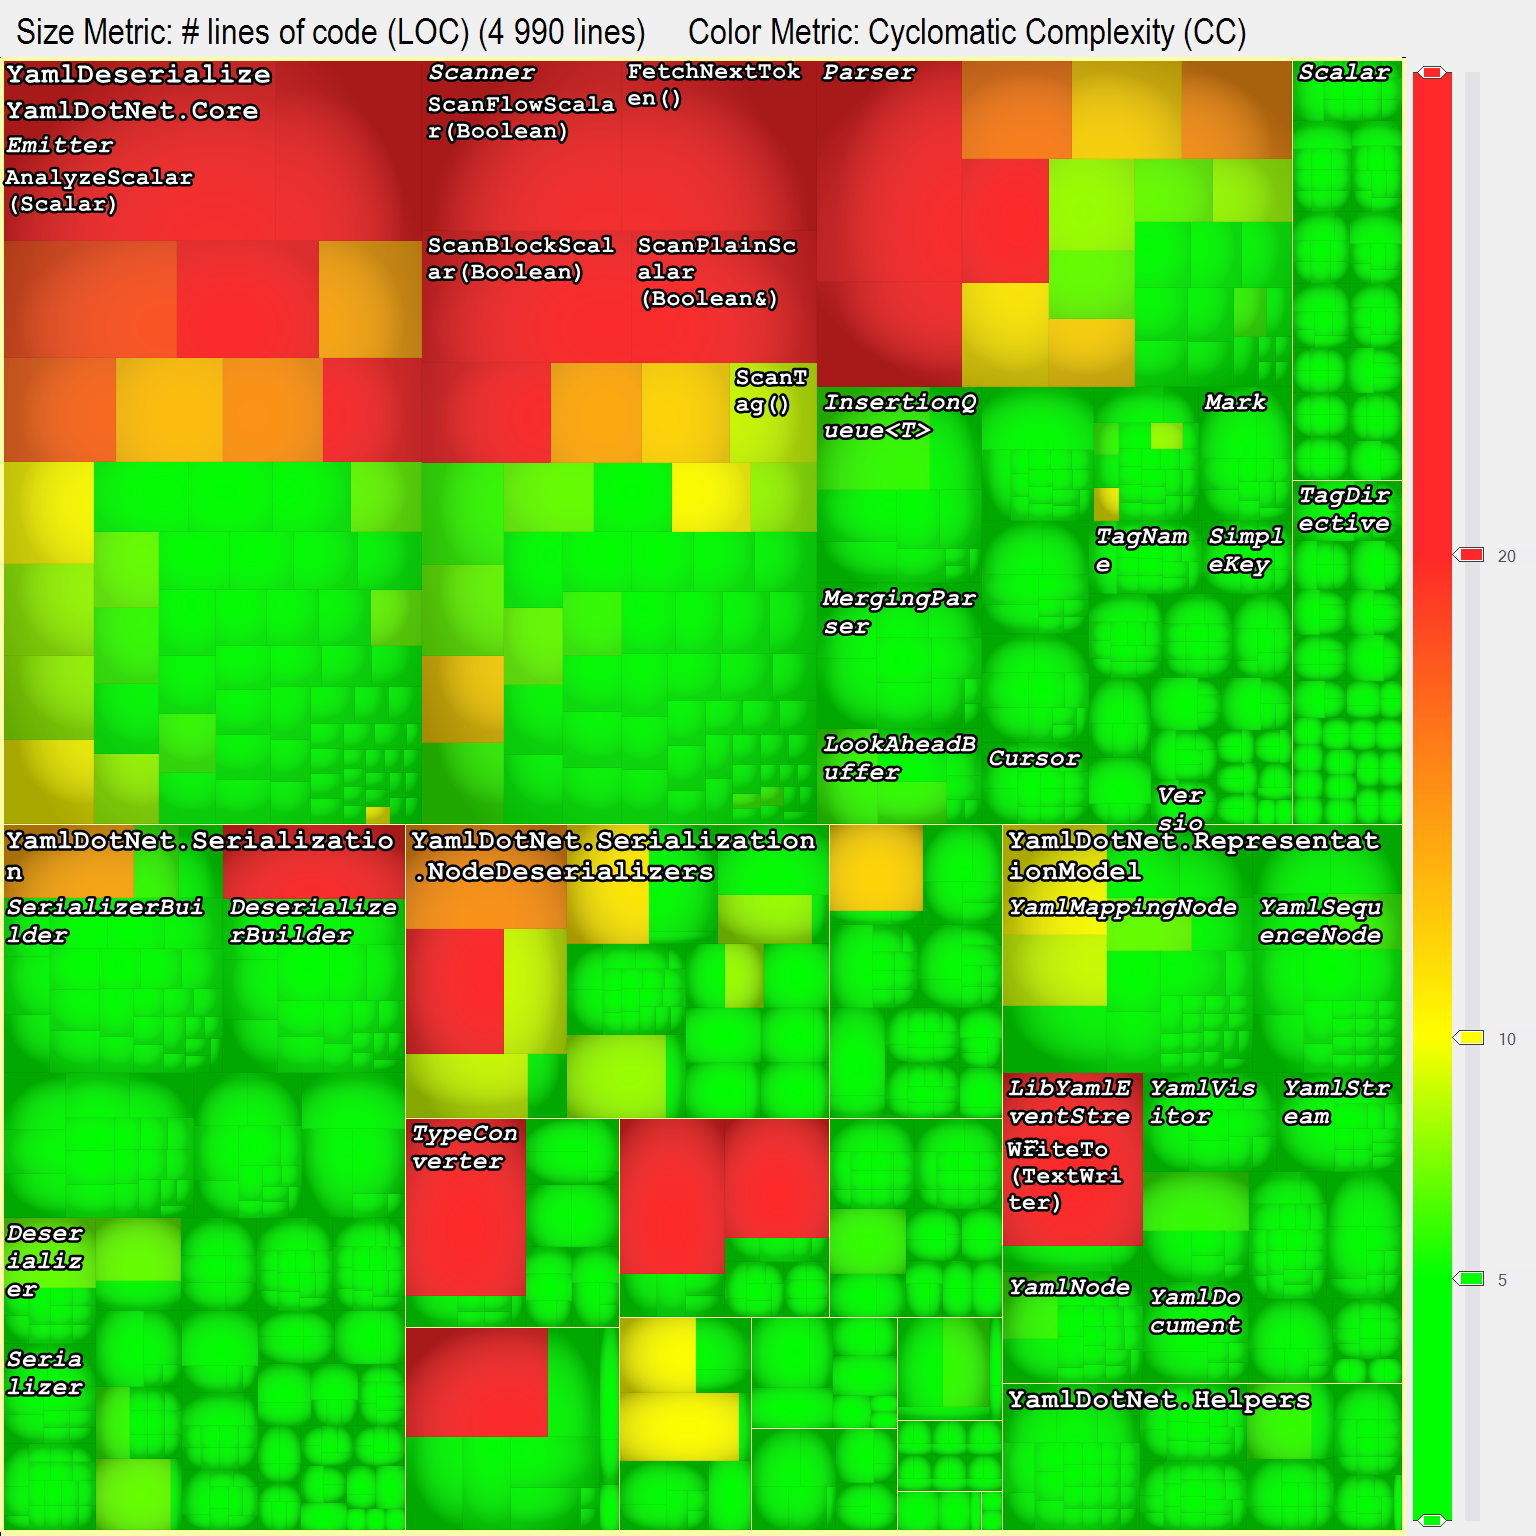 Size Metric: # lines of code (LOC) (4 990 lines)     Color Metric: Cyclomatic Complexity (CC)
YamlDeserialize
YamlDotNet.Core
Emitter
AnalyzeScalar
(Scalar)
Scanner
ScanFlowScala
r(Boolean)
FetchNextTok
en()
ScanBlockScal
ar(Boolean)
ScanPlainSc
alar
(Boolean&)
ScanT
ag()
Parser
Scalar
InsertionQ
ueue<T>
Mark
TagDir
ective
TagNam
e
Simpl
eKey
MergingPar
ser
LookAheadB
uffer
Cursor
Ver
sio
20
10
5
YamlDotNet.Serializatio
n
SerializerBui
lder
Deserialize
rBuilder
YamlDotNet.Serialization
.NodeDeserializers
YamlDotNet.Representat
ionModel
YamlMappingNode
YamlSequ
enceNode
LibYamlE
ventStre
WriteTo
(TextWri
ter)
YamlVis
itor
YamlStr
eam
TypeCon
verter
Deser
ializ
er
Seria
lizer
YamlNode
YamlDo
cument
YamlDotNet.Helpers